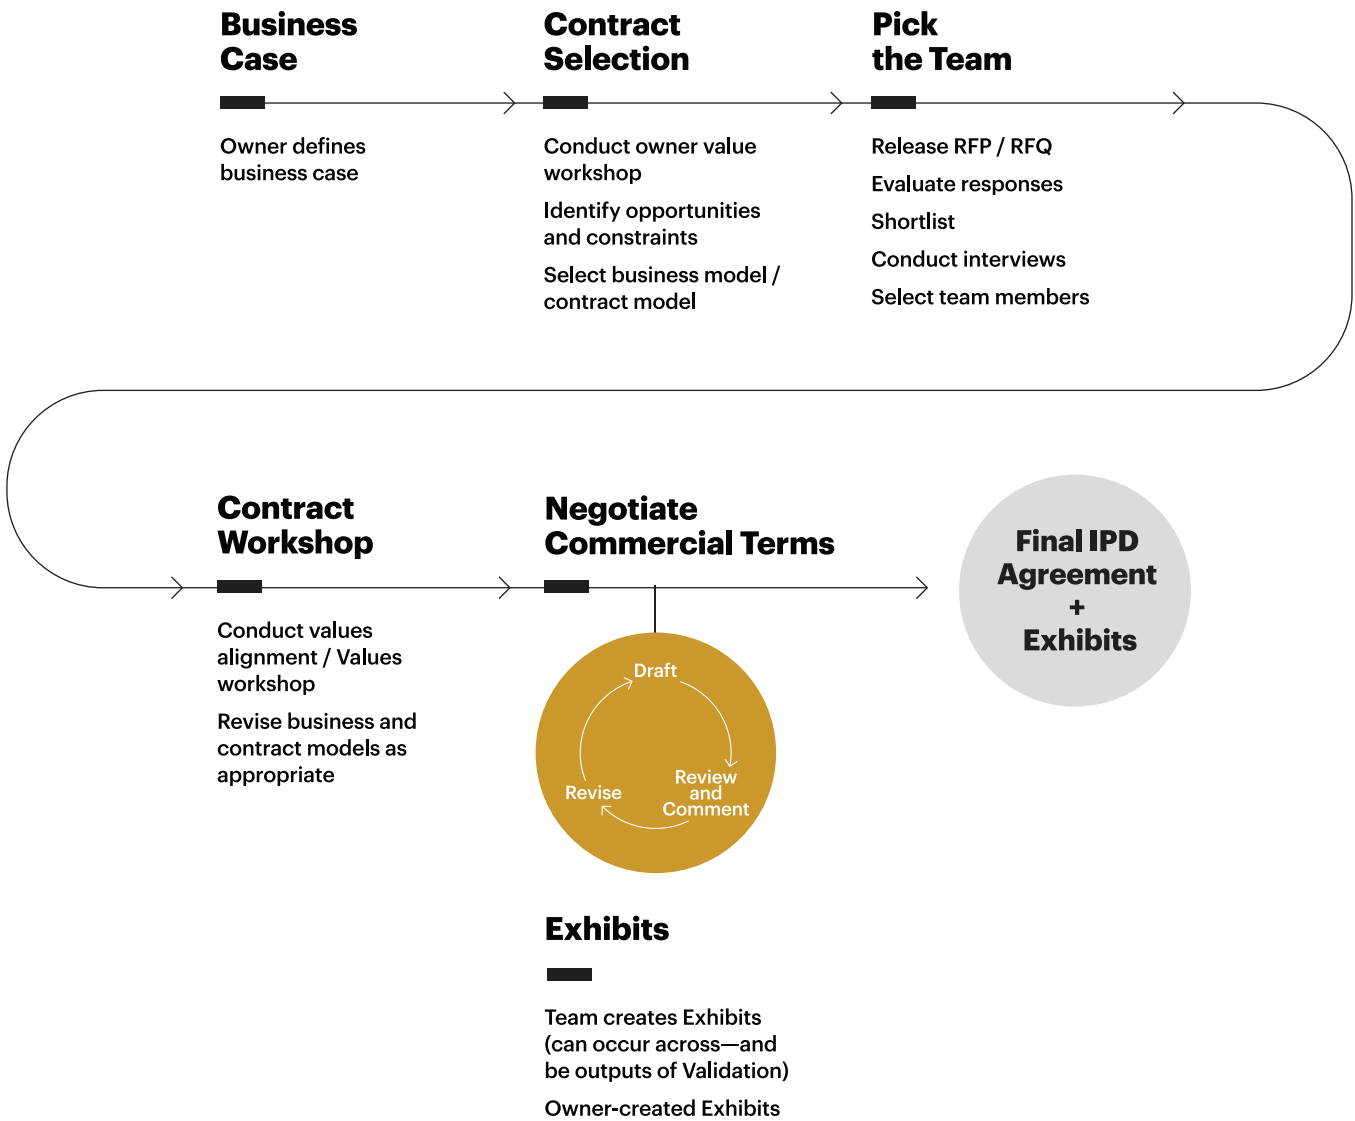 Business
Case
Owner defines
business case
Contract
Selection
Conduct owner value
workshop
Identify opportunities
and constraints
Select business model /
contract model
Pick
the Team
Release RFP / RFQ
Evaluate responses
Shortlist
Conduct interviews
Select team members
Contract
Workshop
Conduct values
alignment / Values
workshop
Revise business and
contract models as
appropriate
Negotiate
Commercial Terms
Draft
Review
and
Comment
Revise
Exhibits
Team creates Exhibits
(can occur across—and
be outputs of Validation)
Owner-created Exhibits
Final IPD
Agreement
+
Exhibits